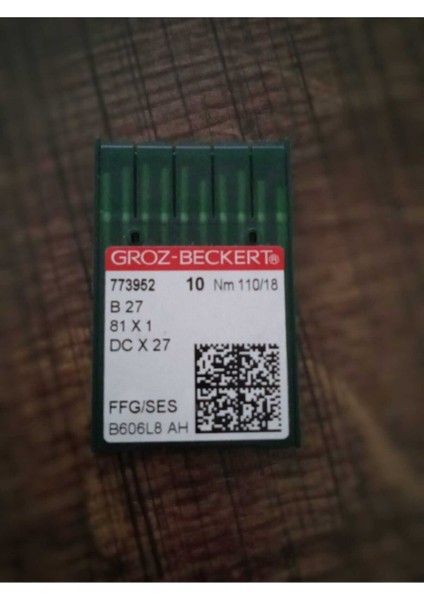 GROZ-BECKERT®
773952 10 Nm 110/18
B 27
81 X 1
DC X 27
FFG/SES
B606L8 AH